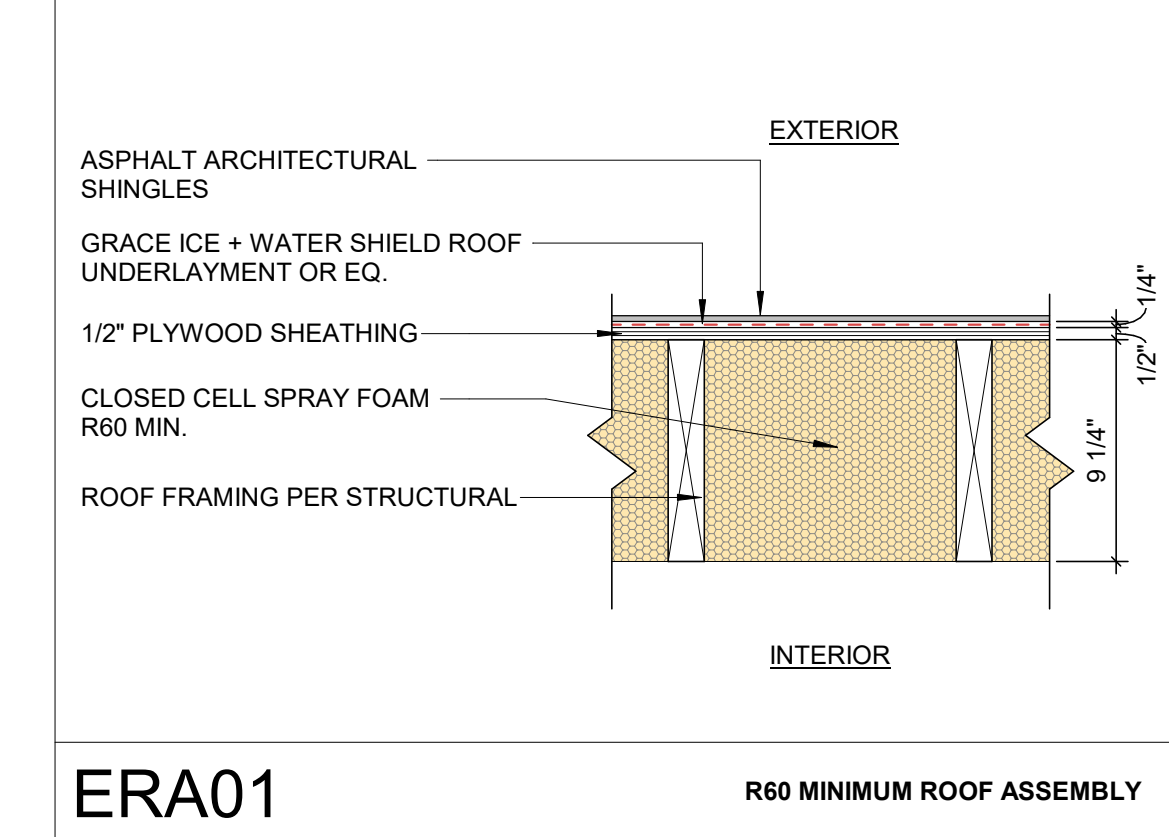 EXTERIOR
ASPHALT ARCHITECTURAL
SHINGLES
GRACE ICE + WATER SHIELD ROOF
UNDERLAYMENT OR EQ.
1/2" PLYWOOD SHEATHING
CLOSED CELL SPRAY FOAM
R60 MIN.
ROOF FRAMING PER STRUCTURAL
1/4"
1/2"
9 1/4"
INTERIOR
ERA01
R60 MINIMUM ROOF ASSEMBLY